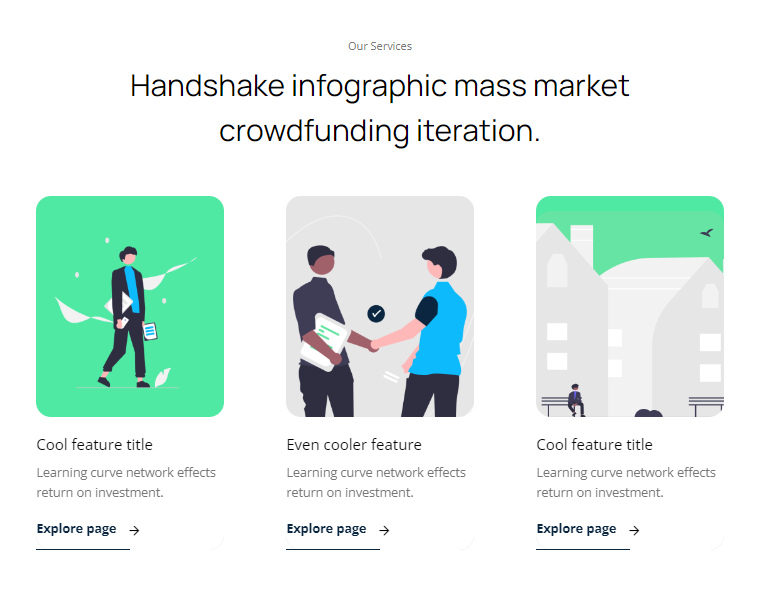 Our Services
Handshake infographic mass market
crowdfunding iteration.
Cool feature title
Learning curve network effects
return on investment.
Explore page →
Even cooler feature
Learning curve network effects
return on investment.
Explore page →
Cool feature title
Learning curve network effects
return on investment.
Explore page →